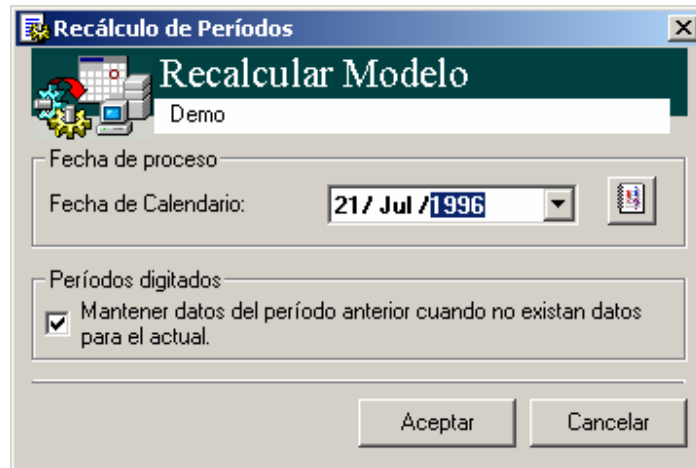 Recálculo de Períodos
Recalcular Modelo
Demo
Fecha de proceso
Fecha de Calendario:
21/ Jul /1996
Períodos digitados
Mantener datos del período anterior cuando no existan datos
para el actual.
Aceptar
Cancelar